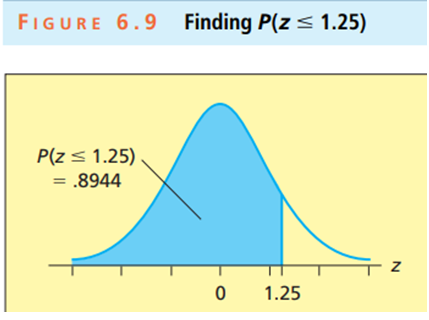 FIGURE 6.9 Finding P(z ≤ 1.25)
P(z ≤ 1.25)
= .8944
z
0 1.25